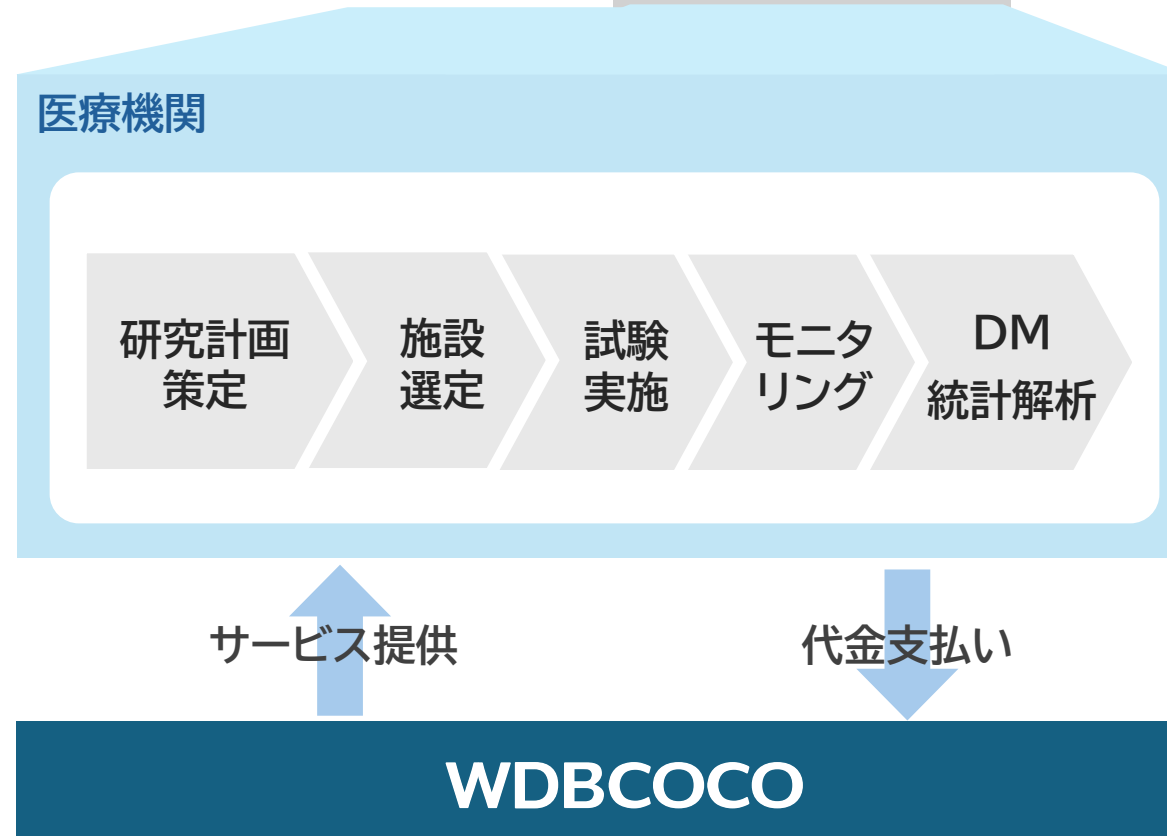 医療機関
研究計画
策定
施設
選定
試験
実施
モニタ
リング
DM
統計解析
サービス提供
代金支払い
WDBCOCO